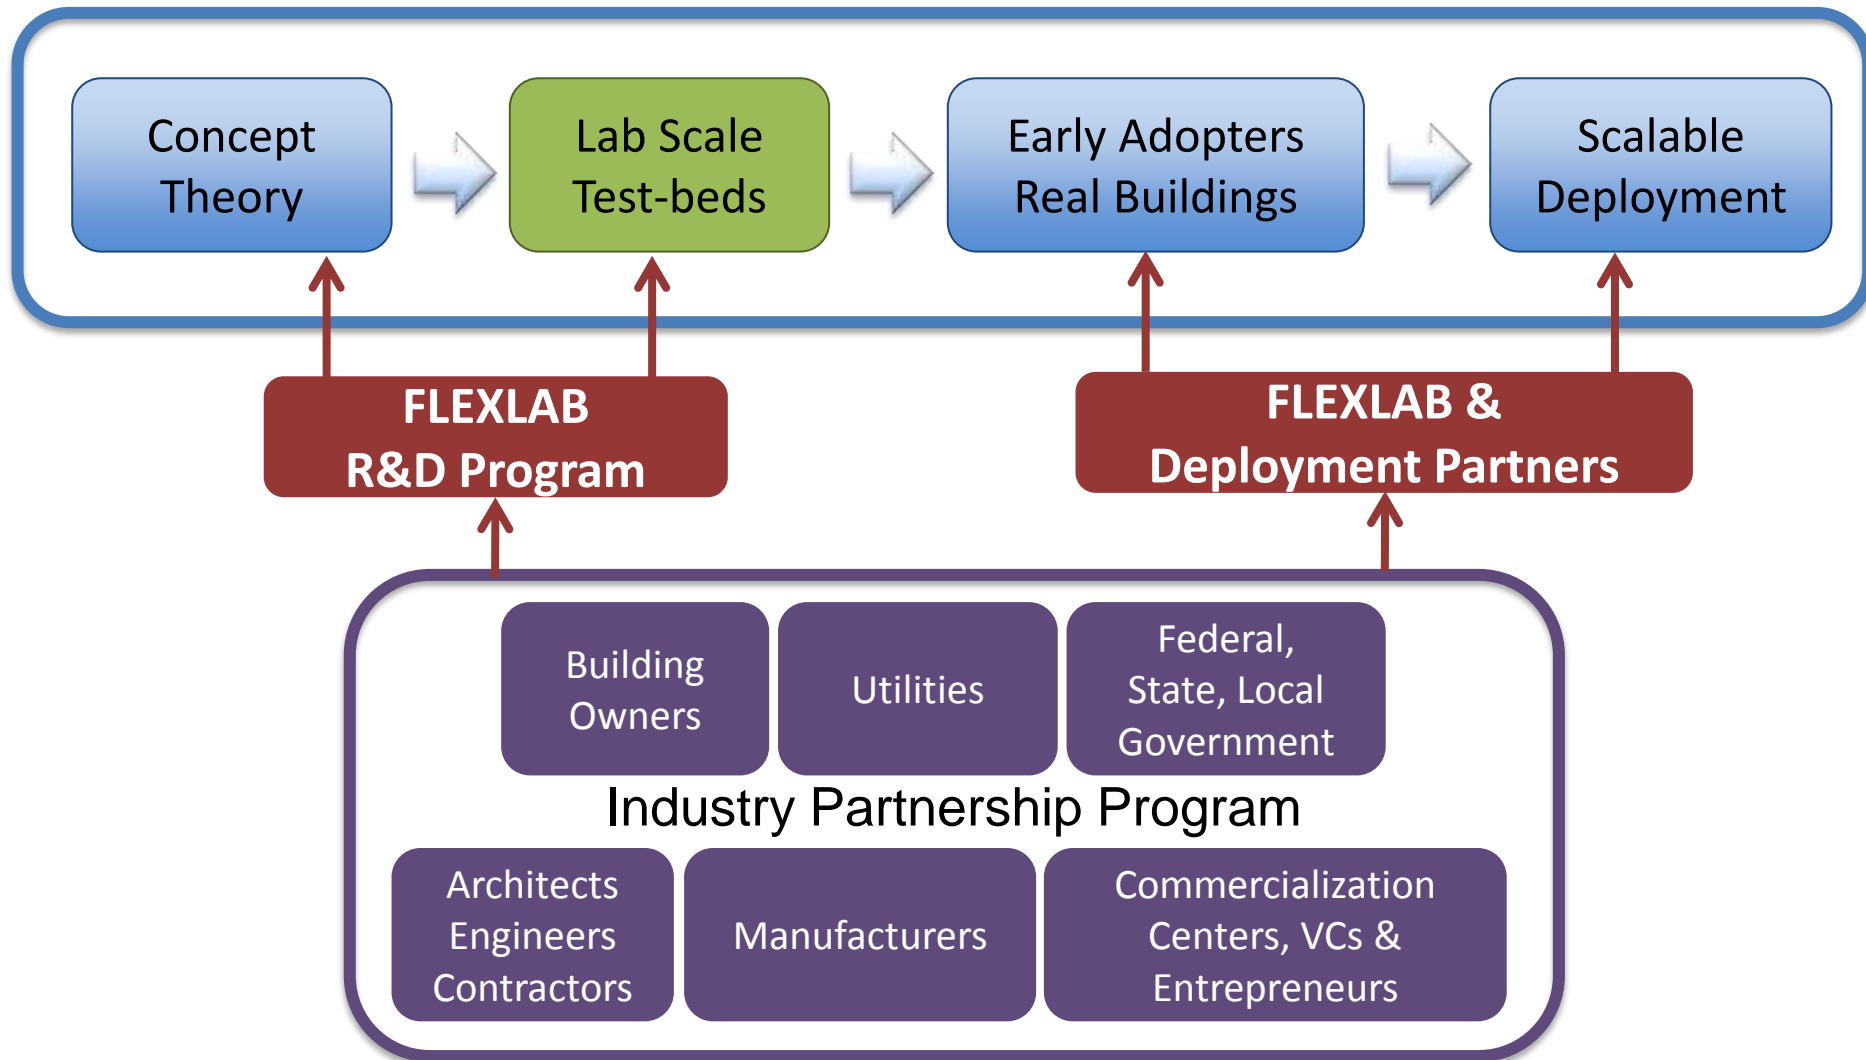 Concept
Theory
Lab Scale
Test-beds
Early Adopters
Real Buildings
Scalable
Deployment
FLEXLAB
R&D Program
FLEXLAB &
Deployment Partners
Building
Owners
Utilities
Federal,
State, Local
Government
Industry Partnership Program
Architects
Engineers
Contractors
Manufacturers
Commercialization
Centers, VCs &
Entrepreneurs